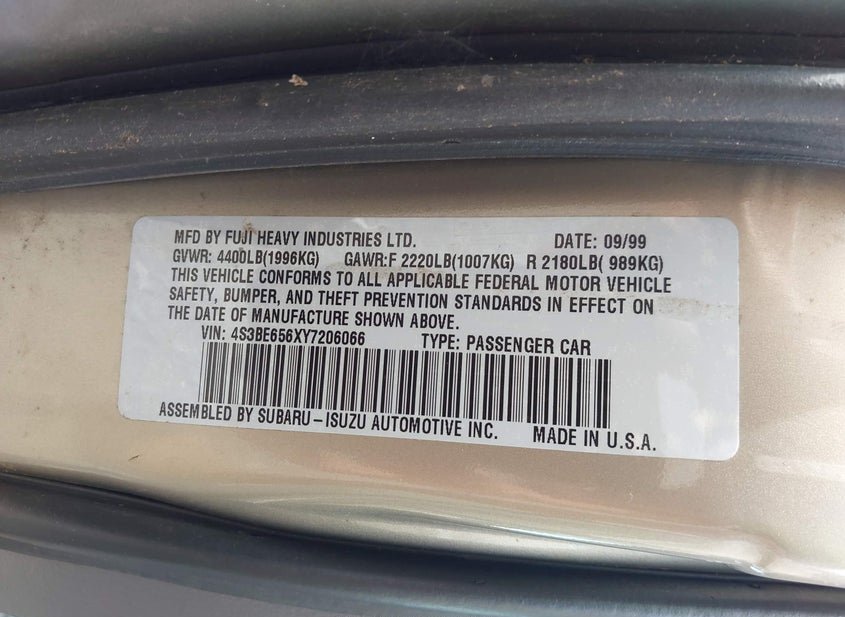 MFD BY FUJI HEAVY INDUSTRIES LTD. DATE: 09/99
GVWR: 4400LB(1996KG) GAWR:F 2220LB(1007KG) R 2180LB( 989KG)
THIS VEHICLE CONFORMS TO ALL APPLICABLE FEDERAL MOTOR VEHICLE
SAFETY, BUMPER, AND THEFT PREVENTION STANDARDS IN EFFECT ON
THE DATE OF MANUFACTURE SHOWN ABOVE.
VIN: 4S3BE656XY7206066 TYPE: PASSENGER CAR
ASSEMBLED BY SUBARU-ISUZU AUTOMOTIVE INC. MADE IN U.S.A.